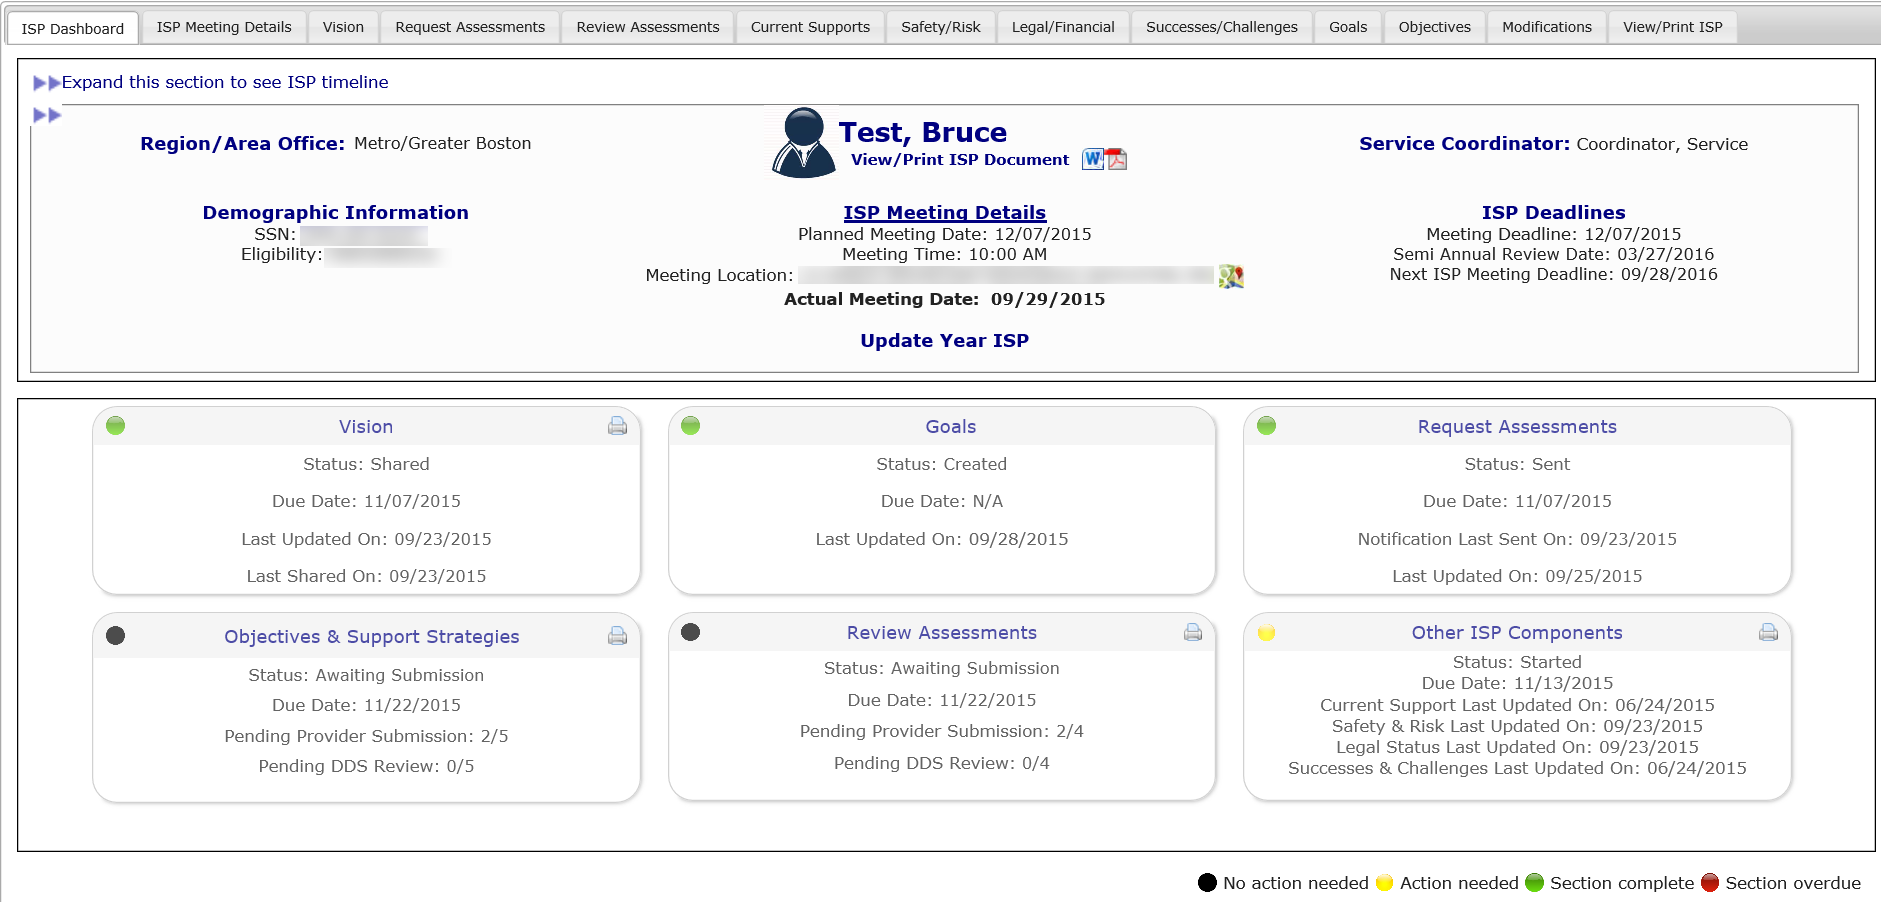 ISP Dashboard ISP Meeting Details Vision Request Assessments Review Assessments Current Supports Safety/Risk Legal/Financial Successes/Challenges Goals Objectives Modifications View/Print ISP
Expand this section to see ISP timeline
Region/Area Office: Metro/Greater Boston
Test, Bruce
View/Print ISP Document
Service Coordinator: Coordinator, Service
Demographic Information
SSN:
Eligibility:
ISP Meeting Details
Planned Meeting Date: 12/07/2015
Meeting Time: 10:00 AM
Meeting Location:
Actual Meeting Date: 09/29/2015
Update Year ISP
ISP Deadlines
Meeting Deadline: 12/07/2015
Semi Annual Review Date: 03/27/2016
Next ISP Meeting Deadline: 09/28/2016
Vision
Status: Shared
Due Date: 11/07/2015
Last Updated On: 09/23/2015
Last Shared On: 09/23/2015
Goals
Status: Created
Due Date: N/A
Last Updated On: 09/28/2015
Request Assessments
Status: Sent
Due Date: 11/07/2015
Notification Last Sent On: 09/23/2015
Last Updated On: 09/25/2015
Objectives & Support Strategies
Status: Awaiting Submission
Due Date: 11/22/2015
Pending Provider Submission: 2/5
Pending DDS Review: 0/5
Review Assessments
Status: Awaiting Submission
Due Date: 11/22/2015
Pending Provider Submission: 2/4
Pending DDS Review: 0/4
Other ISP Components
Status: Started
Due Date: 11/13/2015
Current Support Last Updated On: 06/24/2015
Safety & Risk Last Updated On: 09/23/2015
Legal Status Last Updated On: 09/23/2015
Successes & Challenges Last Updated On: 06/24/2015
No action needed Action needed Section complete Section overdue